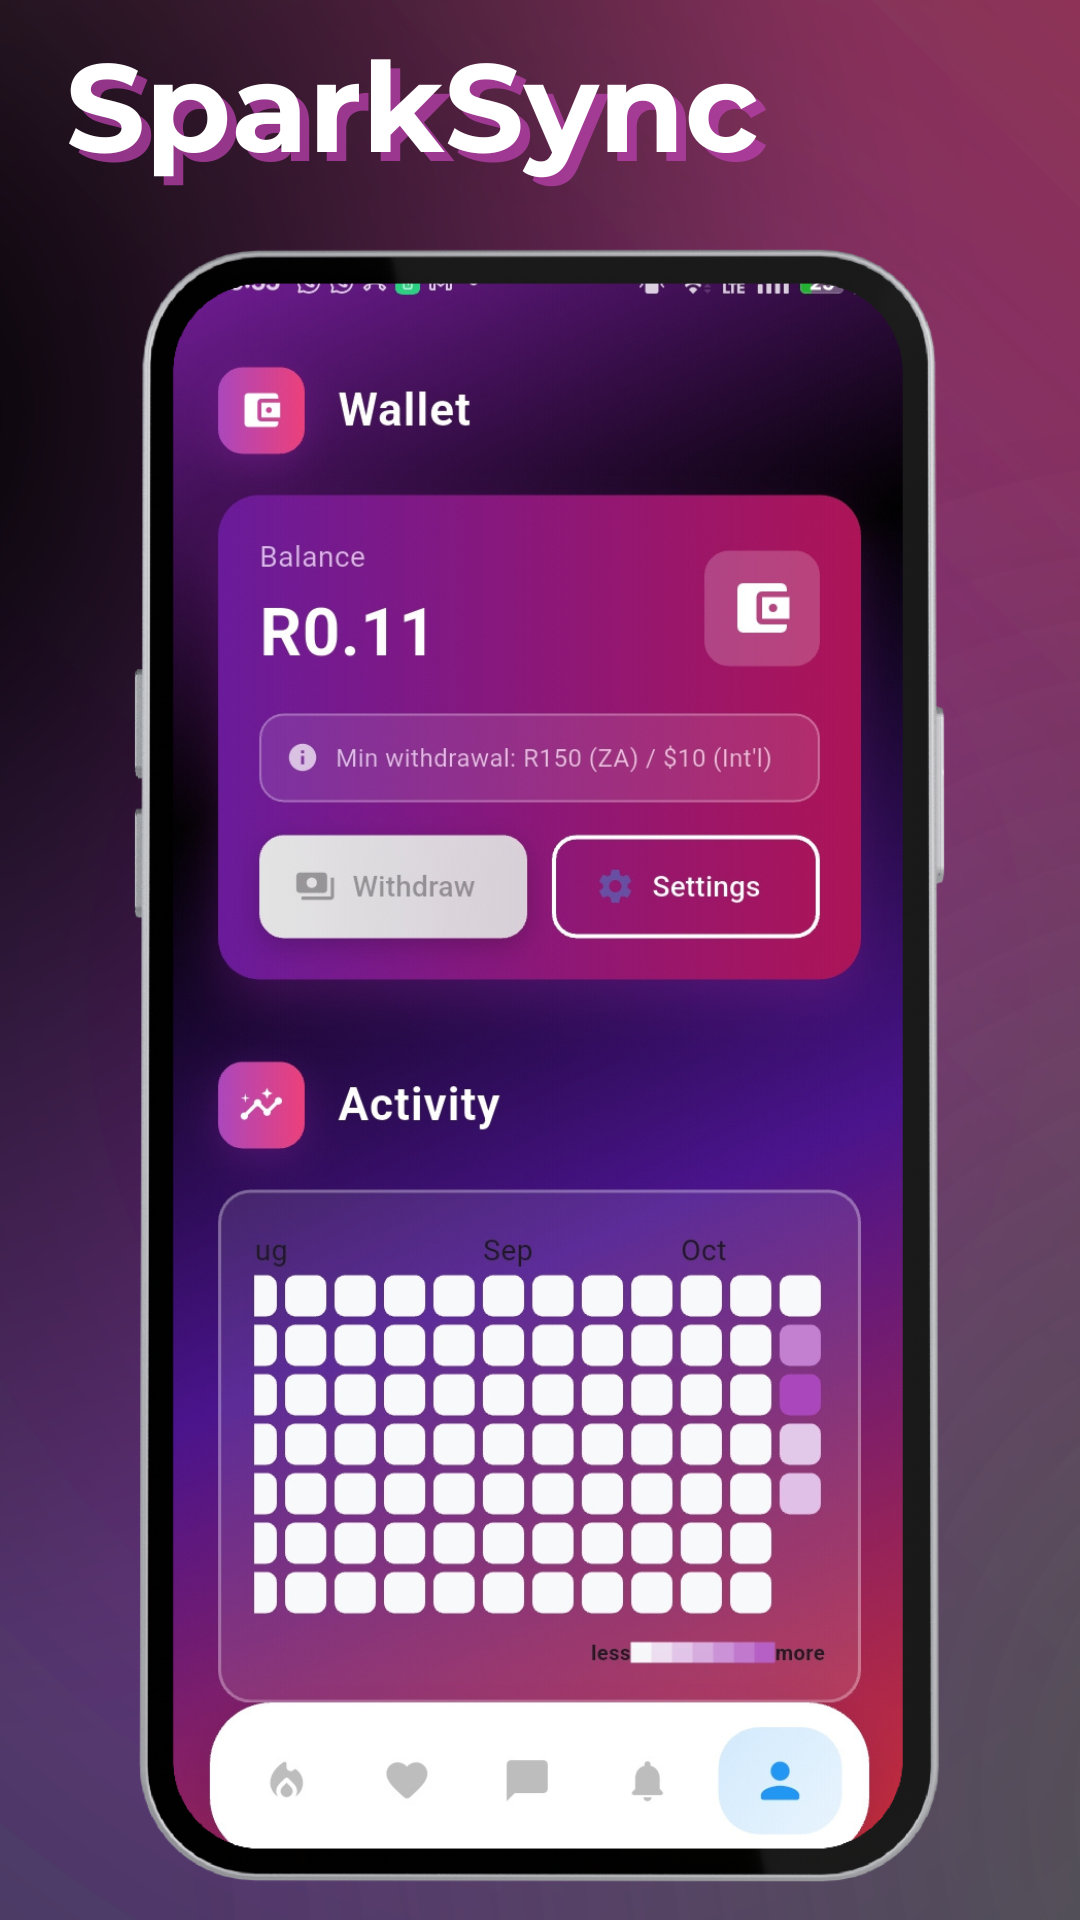 SparkSync
LTE
Wallet
Balance
R0.11
Min withdrawal: R150 (ZA) / $10 (Int'l)
Withdraw
Settings
Activity
ug Sep Oct
less more